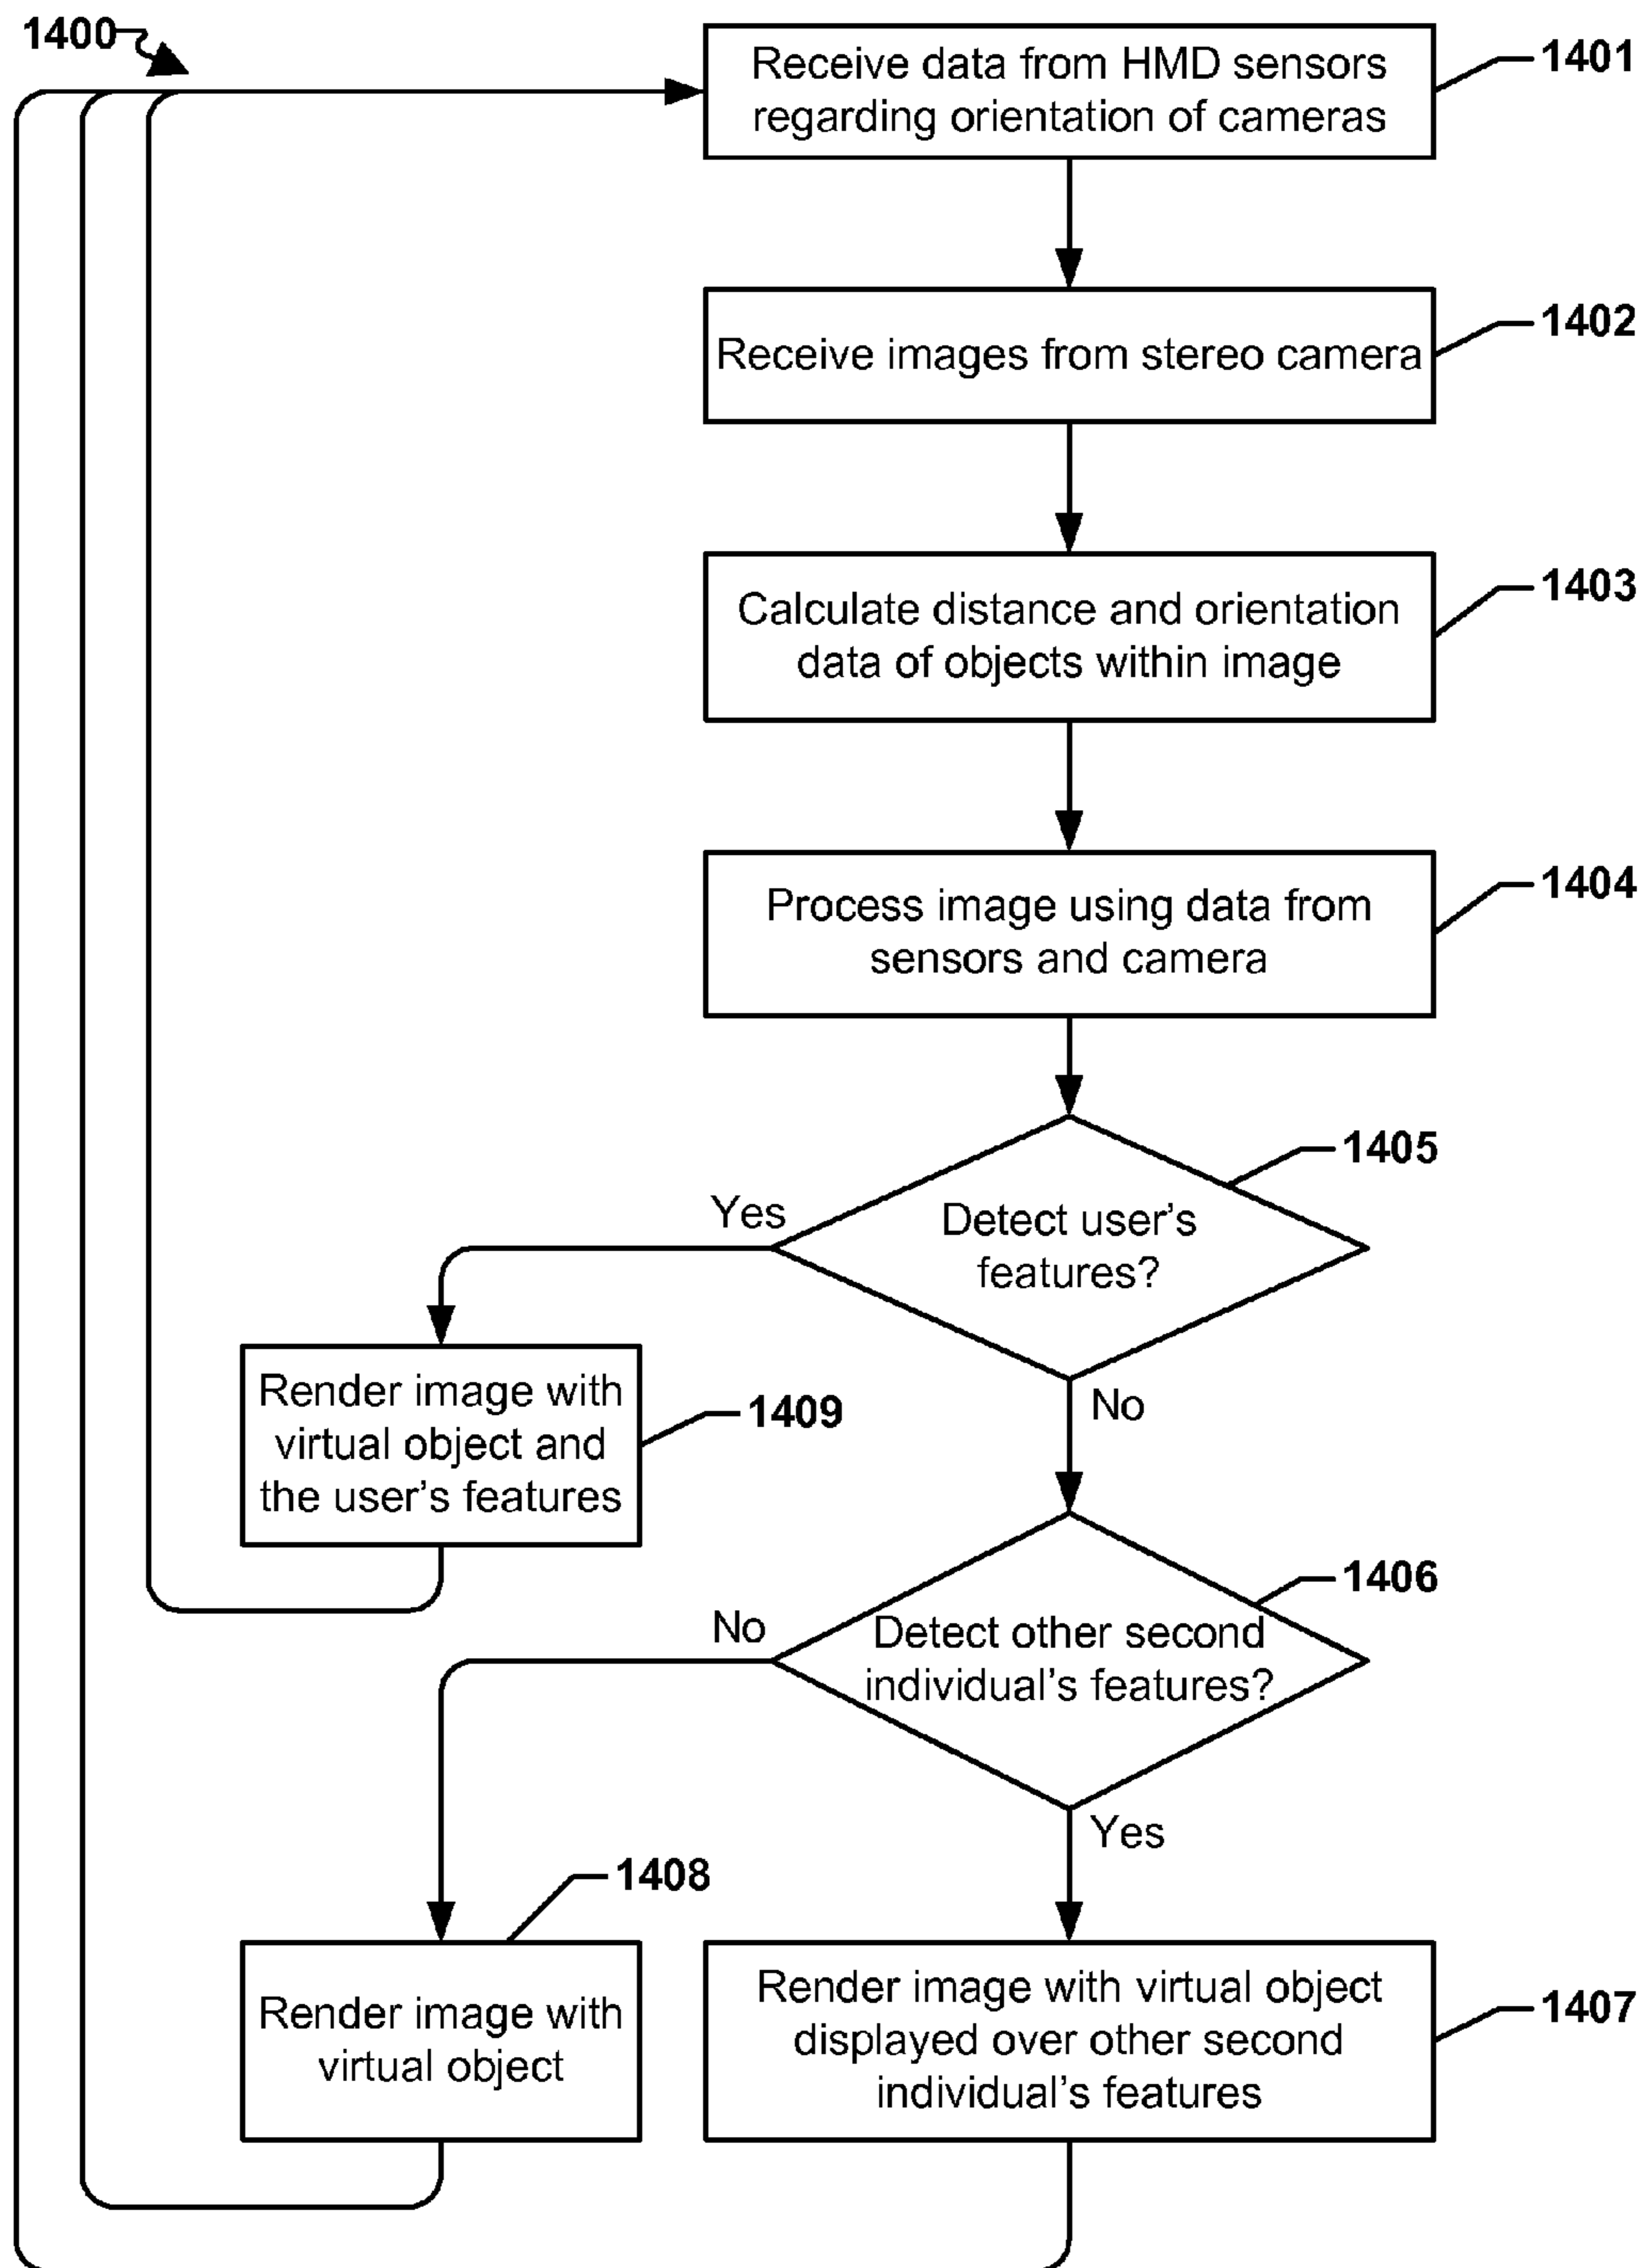 1400
Receive data from HMD sensors
regarding orientation of cameras
1401
Receive images from stereo camera
1402
Calculate distance and orientation
data of objects within image
1403
Process image using data from
sensors and camera
1404
Detect user's
features?
1405
Yes
No
Render image with
virtual object and
the user's features
1409
Detect other second
individual's features?
1406
No
Yes
Render image with
virtual object
1408
Render image with virtual object
displayed over other second
individual's features
1407